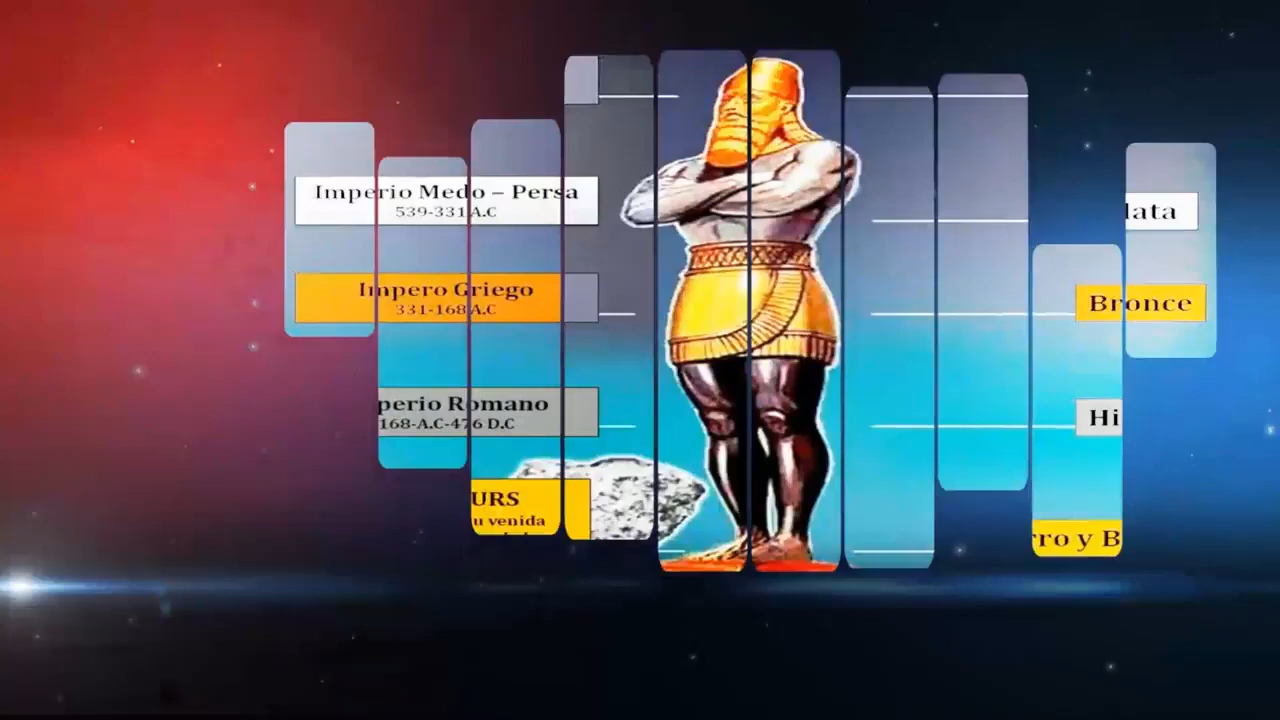 Imperio Medo – Persa
539-331 A.C
Impero Griego
331-168 A.C
perio Romano
168-A.C-476 D.C
URS
u venida
lata
Bronce
Hi
rro y B